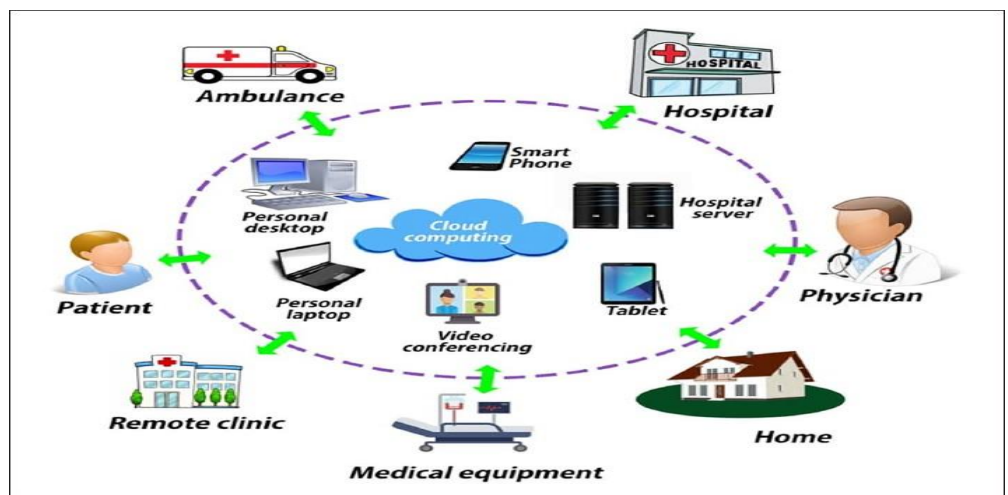 Ambulance
HOSPITAL
Hospital
Smart
Phone
Personal
desktop
Cloud
computing
Hospital
server
Patient
Physician
Personal
laptop
Tablet
Video
conferencing
Remote clinic
Home
Medical equipment